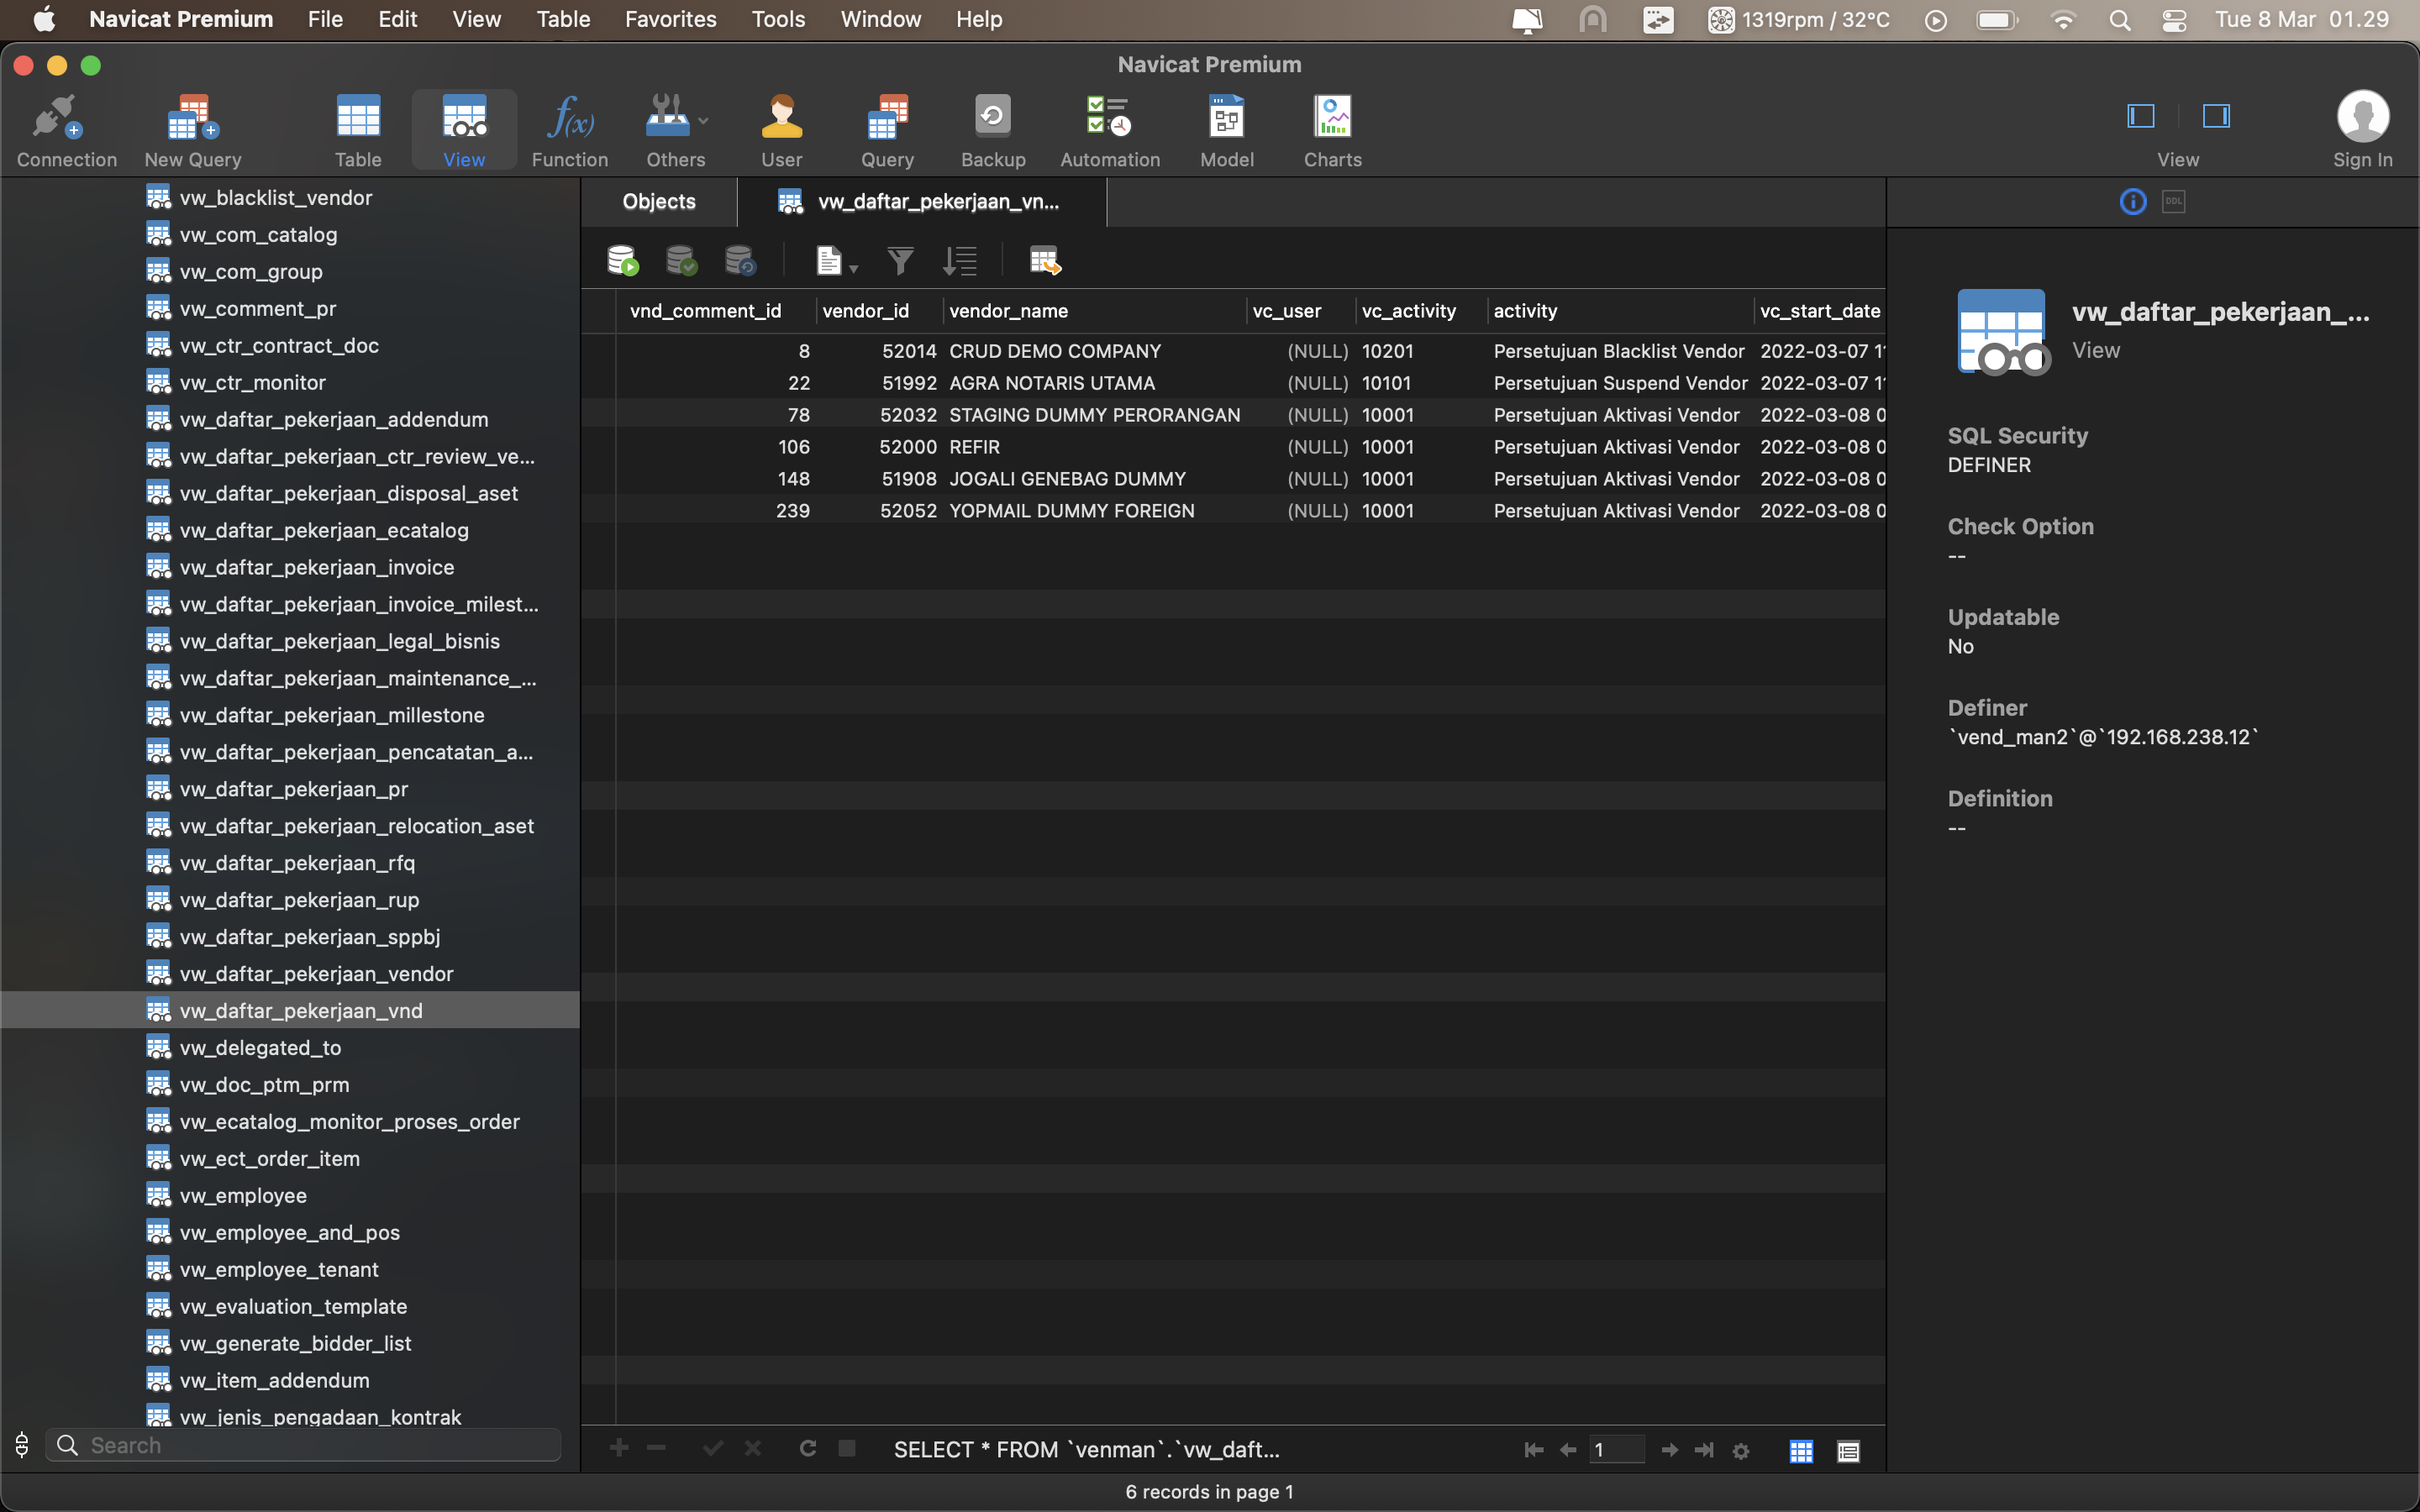 Navicat Premium File Edit View Table Favorites Tools Window Help 1319rpm / 32°C Tue 8 Mar 01.29
Navicat Premium
Connection New Query Table View Function Others User Query Backup Automation Model Charts View Sign In
vw_blacklist_vendor
vw_com_catalog
vw_com_group
vw_comment_pr
vw_ctr_contract_doc
vw_ctr_monitor
vw_daftar_pekerjaan_addendum
vw_daftar_pekerjaan_ctr_review_ve...
vw_daftar_pekerjaan_disposal_aset
vw_daftar_pekerjaan_ecatalog
vw_daftar_pekerjaan_invoice
vw_daftar_pekerjaan_invoice_milest...
vw_daftar_pekerjaan_legal_bisnis
vw_daftar_pekerjaan_maintenance_...
vw_daftar_pekerjaan_millestone
vw_daftar_pekerjaan_pencatatan_a...
vw_daftar_pekerjaan_pr
vw_daftar_pekerjaan_relocation_aset
vw_daftar_pekerjaan_rfq
vw_daftar_pekerjaan_rup
vw_daftar_pekerjaan_sppbj
vw_daftar_pekerjaan_vendor
vw_daftar_pekerjaan_vnd
vw_delegated_to
vw_doc_ptm_prm
vw_ecatalog_monitor_proses_order
vw_ect_order_item
vw_employee
vw_employee_and_pos
vw_employee_tenant
vw_evaluation_template
vw_generate_bidder_list
vw_item_addendum
vw_jenis_pengadaan_kontrak
Search
Objects vw_daftar_pekerjaan_vn...
vnd_comment_id vendor_id vendor_name vc_user vc_activity activity vc_start_date
8 52014 CRUD DEMO COMPANY (NULL) 10201 Persetujuan Blacklist Vendor 2022-03-07 1
22 51992 AGRA NOTARIS UTAMA (NULL) 10101 Persetujuan Suspend Vendor 2022-03-07 1
78 52032 STAGING DUMMY PERORANGAN (NULL) 10001 Persetujuan Aktivasi Vendor 2022-03-08 0
106 52000 REFIR (NULL) 10001 Persetujuan Aktivasi Vendor 2022-03-08 0
148 51908 JOGALI GENEBAG DUMMY (NULL) 10001 Persetujuan Aktivasi Vendor 2022-03-08 0
239 52052 YOPMAIL DUMMY FOREIGN (NULL) 10001 Persetujuan Aktivasi Vendor 2022-03-08 0
SELECT * FROM `venman`.`vw_daft... 1
DDL
vw_daftar_pekerjaan_...
View
SQL Security
DEFINER
Check Option
--
Updatable
No
Definer
`vend_man2`@`192.168.238.12`
Definition
--
6 records in page 1